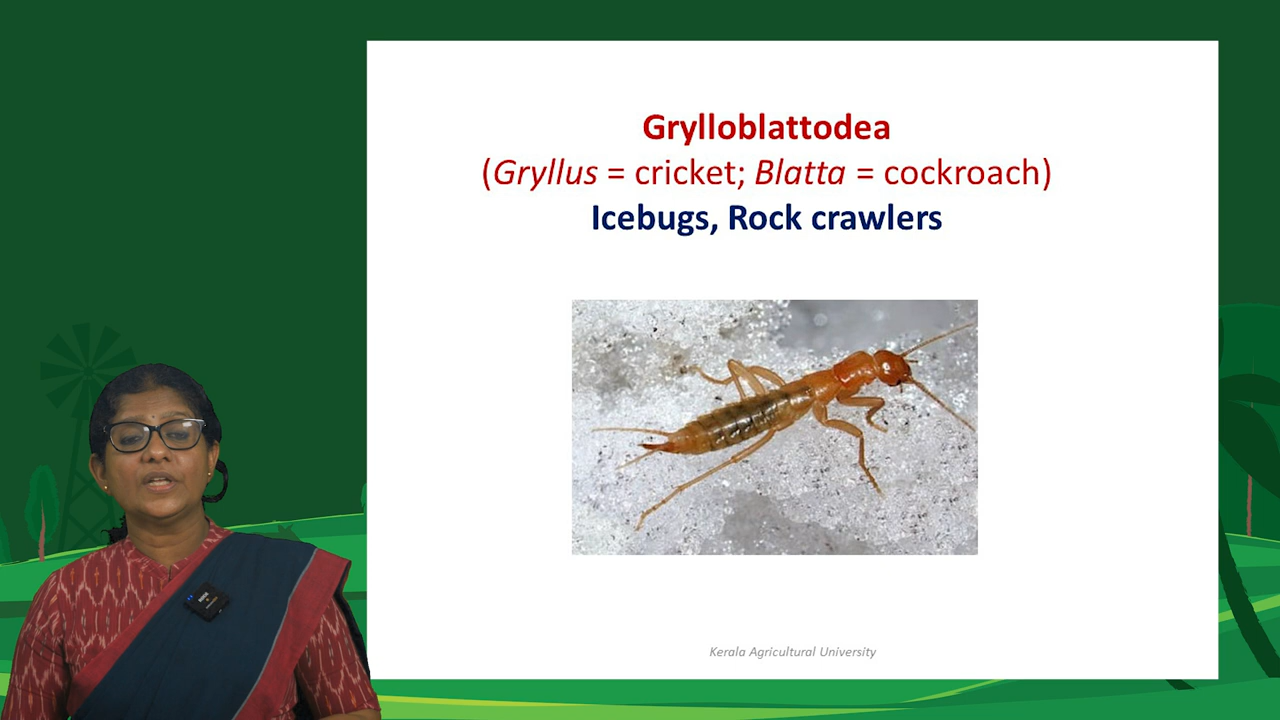 Grylloblattodea
(Gryllus = cricket; Blatta = cockroach)
Icebugs, Rock crawlers
Kerala Agricultural University